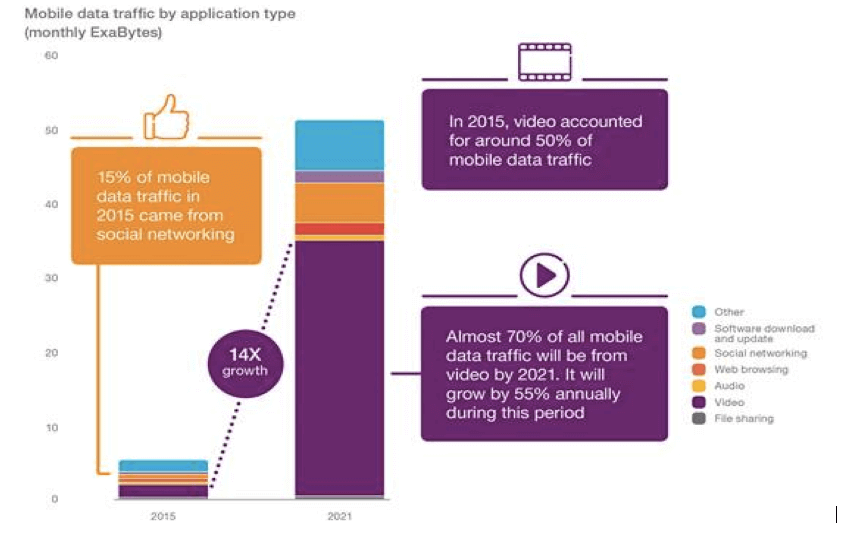 Mobile data traffic by application type
(monthly ExaBytes)
60
50
40
30
20
10
0
15% of mobile
data traffic in
2015 came from
social networking
14X
growth
2015
2021
In 2015, video accounted
for around 50% of
mobile data traffic
Almost 70% of all mobile
data traffic will be from
video by 2021. It will
grow by 55% annually
during this period
Other
Software download
and update
Social networking
Web browsing
Audio
Video
File sharing